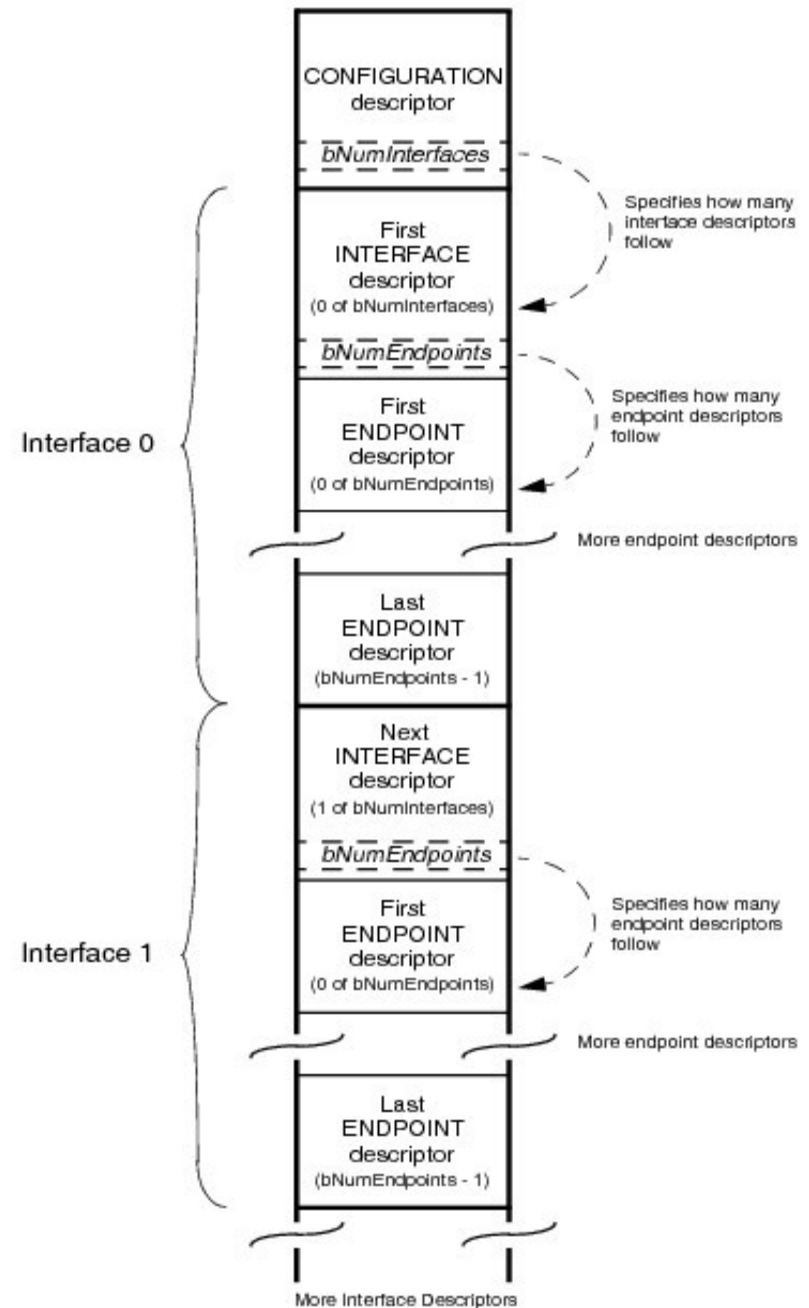 CONFIGURATION
descriptor
bNumInterfaces
Specifies how many
interface descriptors
follow
First
INTERFACE
descriptor
(0 of bNumInterfaces)
bNumEndpoints
Specifies how many
endpoint descriptors
follow
First
ENDPOINT
descriptor
(0 of bNumEndpoints)
Interface 0
More endpoint descriptors
Last
ENDPOINT
descriptor
(bNumEndpoints - 1)
Next
INTERFACE
descriptor
(1 of bNumInterfaces)
bNumEndpoints
Specifies how many
endpoint descriptors
follow
First
ENDPOINT
descriptor
(0 of bNumEndpoints)
Interface 1
More endpoint descriptors
Last
ENDPOINT
descriptor
(bNumEndpoints - 1)
More Interface Descriptors